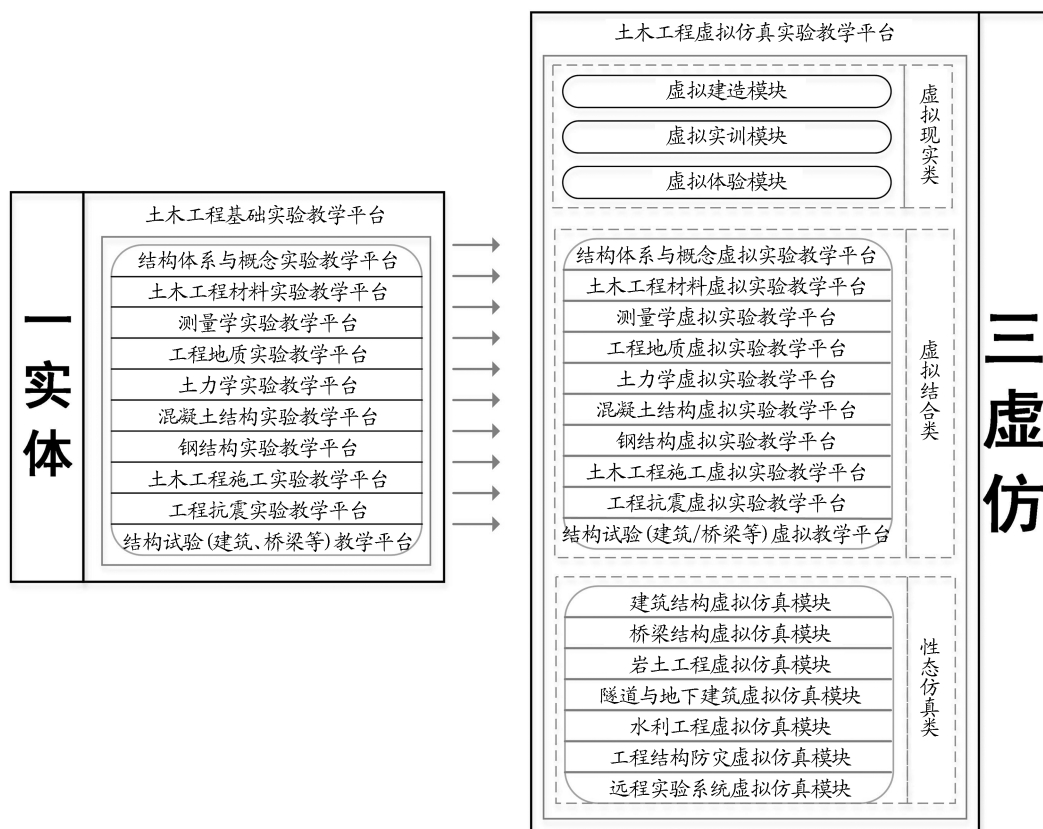 一实体
土木工程基础实验教学平台
结构体系与概念实验教学平台
土木工程材料实验教学平台
测量学实验教学平台
工程地质实验教学平台
土力学实验教学平台
混凝土结构实验教学平台
钢结构实验教学平台
土木工程施工实验教学平台
工程抗震实验教学平台
结构试验(建筑、桥梁等)教学平台
土木工程虚拟仿真实验教学平台
虚拟建造模块
虚拟实训模块
虚拟体验模块
虚拟现实类
结构体系与概念虚拟实验教学平台
土木工程材料虚拟实验教学平台
测量学虚拟实验教学平台
工程地质虚拟实验教学平台
土力学虚拟实验教学平台
混凝土结构虚拟实验教学平台
钢结构虚拟实验教学平台
土木工程施工虚拟实验教学平台
工程抗震虚拟实验教学平台
结构试验(建筑/桥梁等)虚拟教学平台
虚拟结合类
建筑结构虚拟仿真模块
桥梁结构虚拟仿真模块
岩土工程虚拟仿真模块
隧道与地下建筑虚拟仿真模块
水利工程虚拟仿真模块
工程结构防灾虚拟仿真模块
远程实验系统虚拟仿真模块
性态仿真类
三虚仿